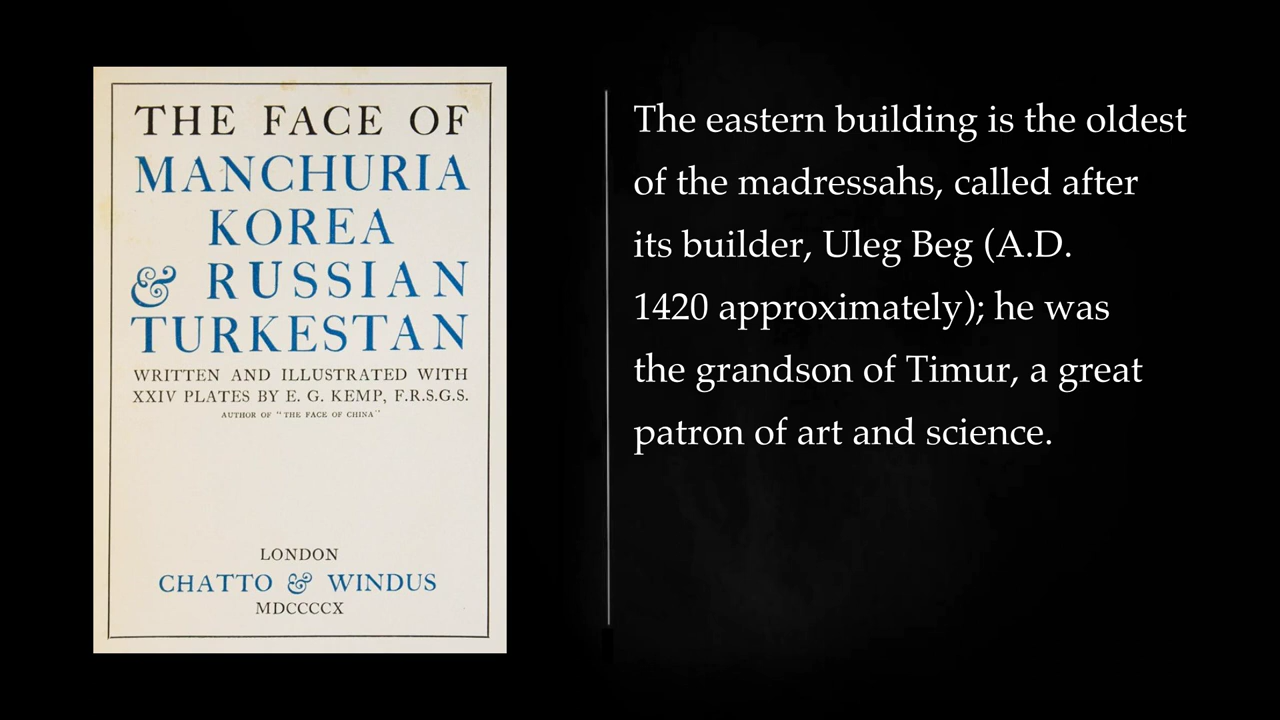 THE FACE OF
MANCHURIA
KOREA
& RUSSIAN
TURKESTAN
WRITTEN AND ILLUSTRATED WITH
XXIV PLATES BY E. G. KEMP, F.R.S.G.S.
AUTHOR OF "THE FACE OF CHINA"
LONDON
CHATTO & WINDUS
MDCCCCX
The eastern building is the oldest
of the madressahs, called after
its builder, Uleg Beg (A.D.
1420 approximately); he was
the grandson of Timur, a great
patron of art and science.